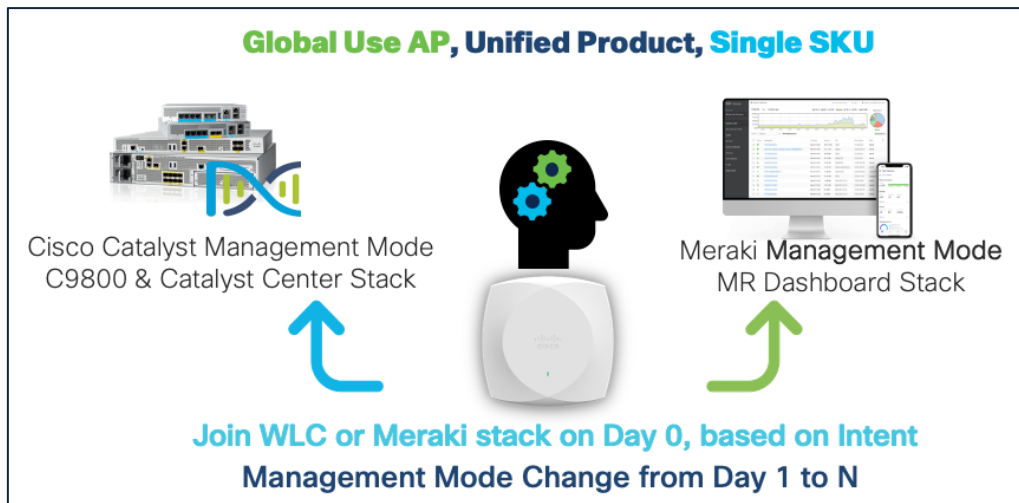 Global Use AP, Unified Product, Single SKU
Cisco Catalyst Management Mode
C9800 & Catalyst Center Stack
Meraki Management Mode
MR Dashboard Stack
Join WLC or Meraki stack on Day 0, based on Intent
Management Mode Change from Day 1 to N